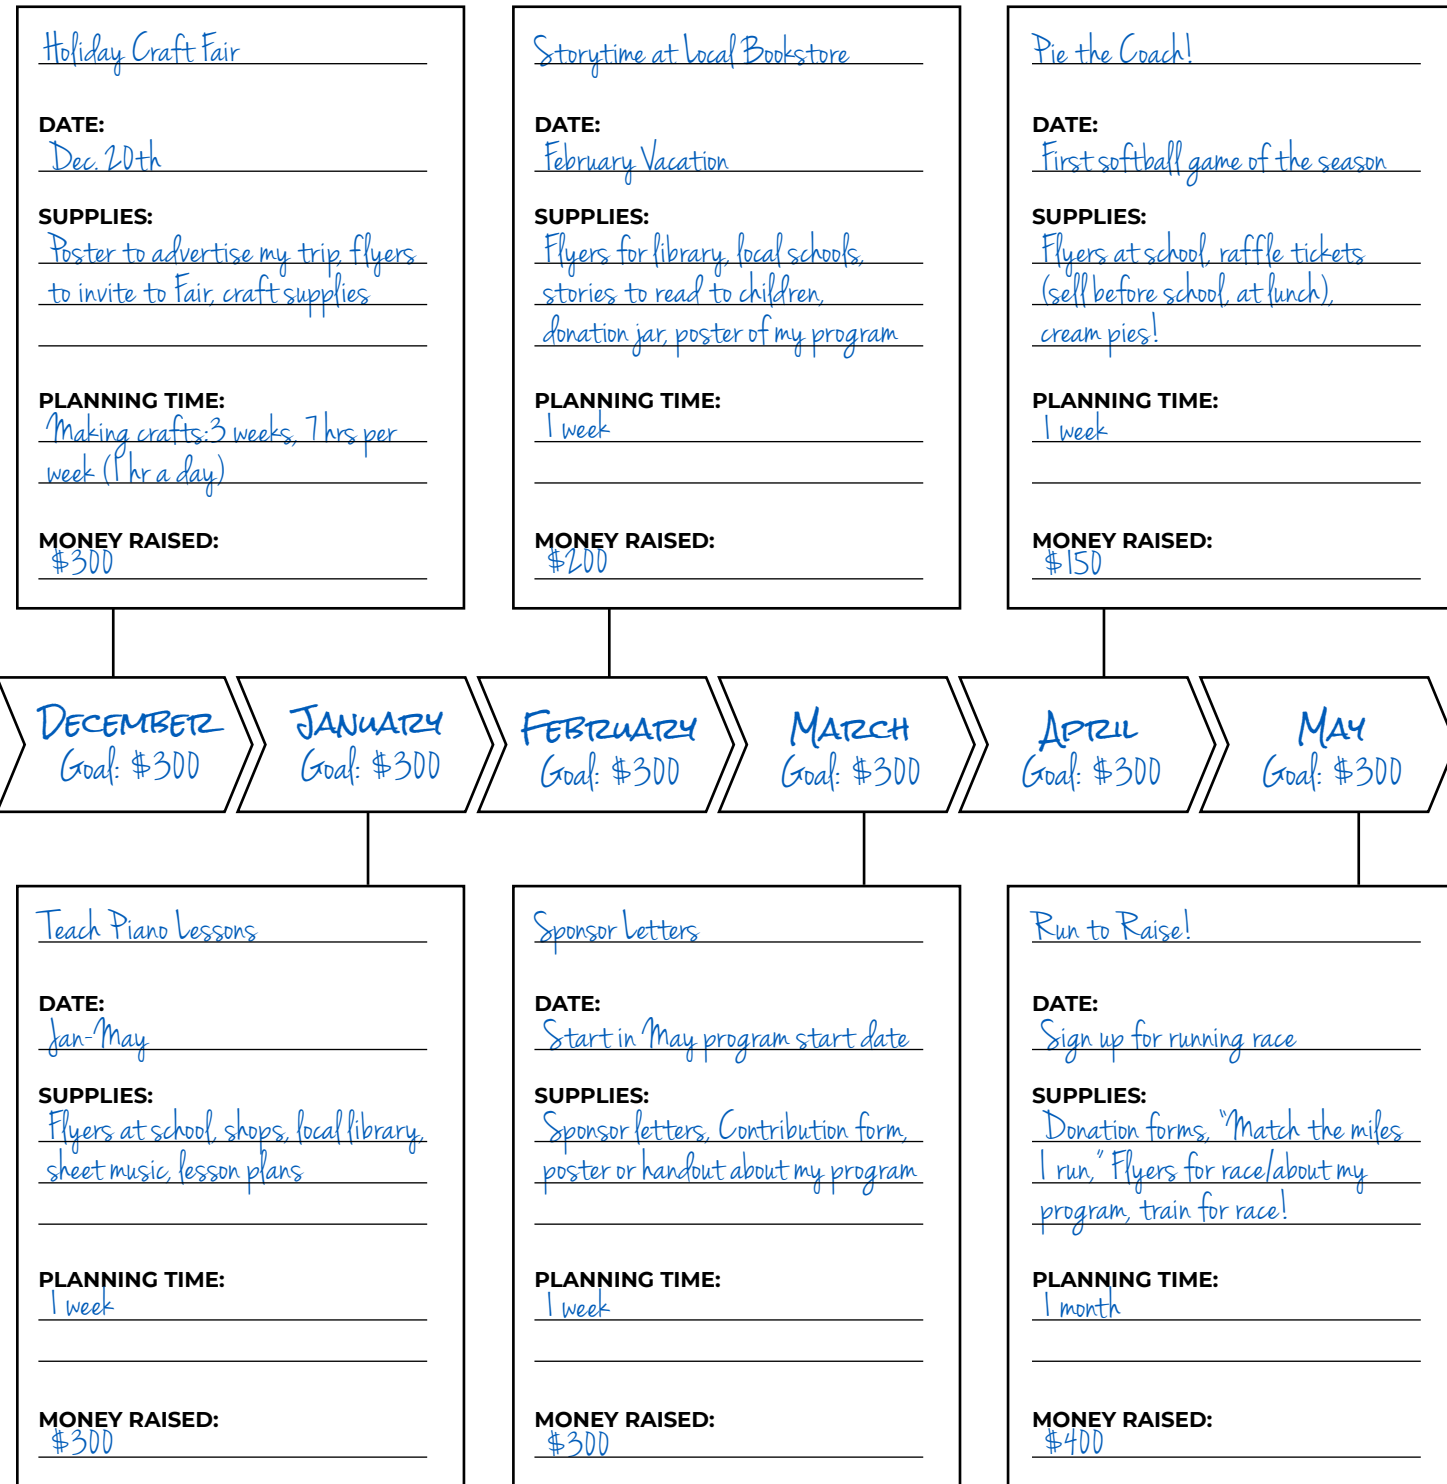 Holiday Craft Fair
DATE:
Dec. 20th
SUPPLIES:
Poster to advertise my trip, flyers
to invite to Fair, craft supplies
PLANNING TIME:
Making crafts:3 weeks, 7 hrs per
week (1 hr a day)
MONEY RAISED:
$300
Storytime at Local Bookstore
DATE:
February Vacation
SUPPLIES:
Flyers for library, local schools,
stories to read to children,
donation jar, poster of my program
PLANNING TIME:
1 week
MONEY RAISED:
$200
Pie the Coach!
DATE:
First softball game of the season
SUPPLIES:
Flyers at school, raffle tickets
(sell before school, at lunch),
cream pies!
PLANNING TIME:
1 week
MONEY RAISED:
$150
DECEMBER
Goal: $300
JANUARY
Goal: $300
FEBRUARY
Goal: $300
MARCH
Goal: $300
APRIL
Goal: $300
MAY
Goal: $300
Teach Piano Lessons
DATE:
Jan-May
SUPPLIES:
Flyers at school, shops, local library,
sheet music, lesson plans
PLANNING TIME:
1 week
MONEY RAISED:
$300
Sponsor Letters
DATE:
Start in May program start date
SUPPLIES:
Sponsor letters, Contribution form,
poster or handout about my program
PLANNING TIME:
1 week
MONEY RAISED:
$300
Run to Raise!
DATE:
Sign up for running race
SUPPLIES:
Donation forms, "Match the miles
I run," Flyers for race/about my
program, train for race!
PLANNING TIME:
1 month
MONEY RAISED:
$400